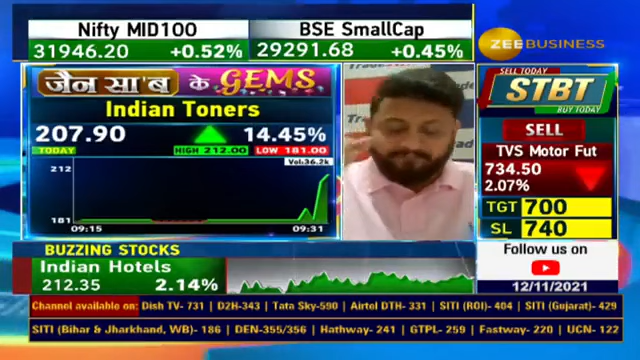 Nifty MID100
31946.20 +0.52%
BSE SmallCap
29291.68 +0.45%
ZEE BUSINESS
जैन सा'ब के GEMS
Indian Toners
207.90 14.45%
TODAY HIGH 212.00 LOW 181.00
Vol:36.2k
212
181
09:15 09:31
SELL TODAY
STBT
BUY TODAY
SELL
TVS Motor Fut
734.50
2.07%
TGT 700
SL 740
BUZZING STOCKS
Indian Hotels
212.35 2.14%
Follow us on
12/11/2021
Channel available on: Dish TV- 731 | D2H-343 | Tata Sky-590 | Airtel DTH- 331 | SITI (ROI)- 404 | SITI (Gujarat)- 429
SITI (Bihar & Jharkhand, WB)- 186 | DEN-355/356 | Hathway- 241 | GTPL- 259 | Fastway- 220 | UCN- 122